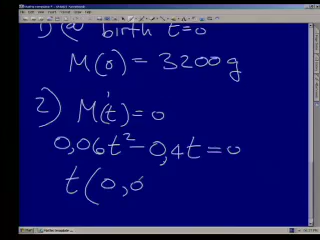 1) @ birth t=0
M(0) = 3200 g
2) M'(t) = 0
0,06t² - 0,4t = 0
t(0,0